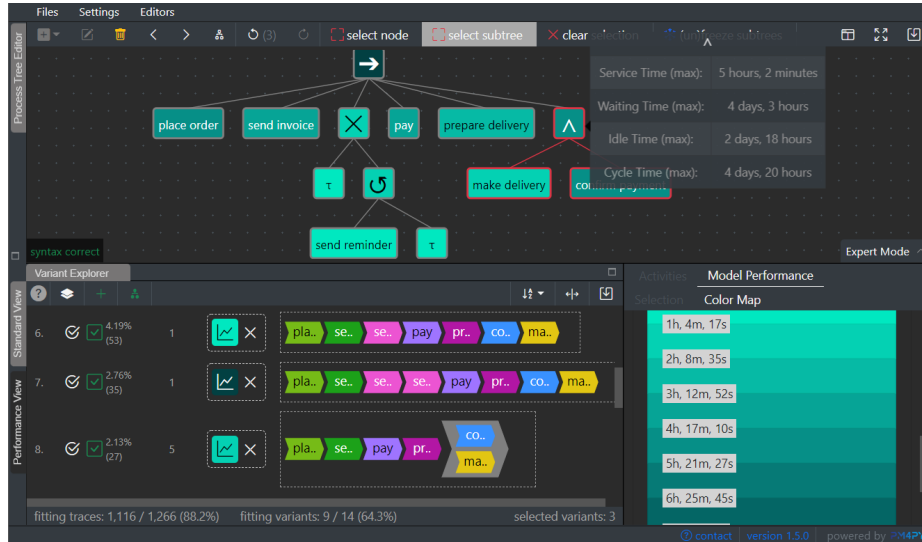 Files Settings Editors
Process Tree Editor
(3) select node select subtree clear selection (un)freeze subtrees
→
∧
Service Time (max): 5 hours, 2 minutes
Waiting Time (max): 4 days, 3 hours
Idle Time (max): 2 days, 18 hours
Cycle Time (max): 4 days, 20 hours
place order send invoice pay prepare delivery ∧
τ make delivery confirm payment
send reminder τ
syntax correct Expert Mode
Variant Explorer
Standard View
Performance View
6. 4.19% (53) 1 pla.. se.. se.. pay pr.. co.. ma..
7. 2.76% (35) 1 pla.. se.. se.. se.. pay pr.. co.. ma..
8. 2.13% (27) 5 pla.. se.. pay pr.. co.. ma..
fitting traces: 1,116 / 1,266 (88.2%) fitting variants: 9 / 14 (64.3%) selected variants: 3
Activities Model Performance
Selection Color Map
1h, 4m, 17s
2h, 8m, 35s
3h, 12m, 52s
4h, 17m, 10s
5h, 21m, 27s
6h, 25m, 45s
contact version 1.5.0 powered by